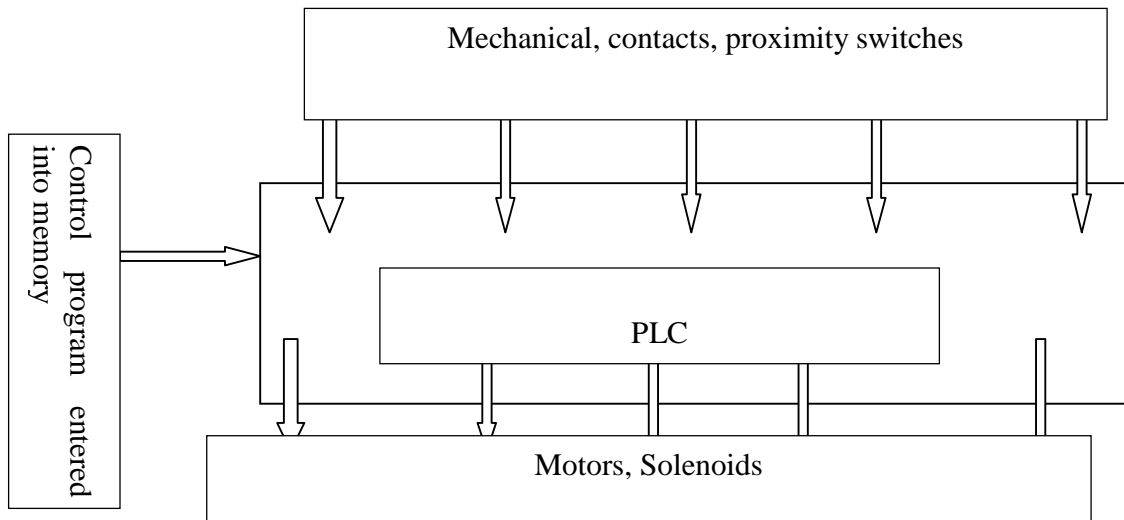 Mechanical, contacts, proximity switches
Control program entered
into memory
PLC
Motors, Solenoids